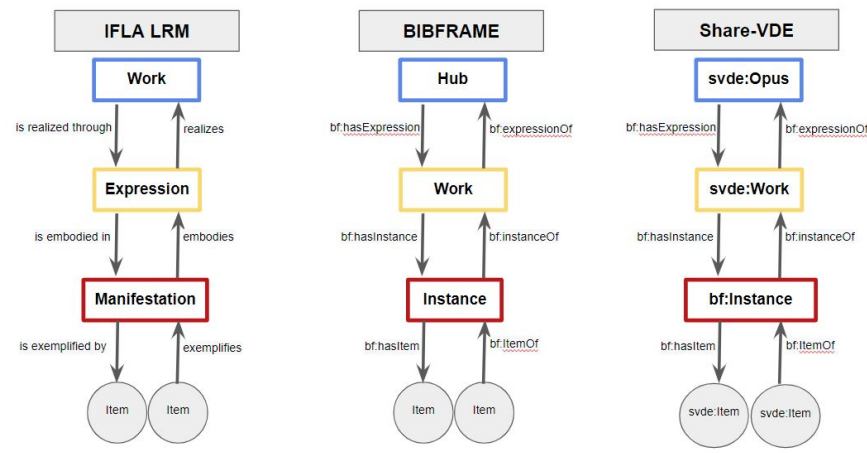 IFLA LRM
Work
is realized through
realizes
Expression
is embodied in
embodies
Manifestation
is exemplified by
exemplifies
Item
Item
BIBFRAME
Hub
bf:hasExpression
bf:expressionOf
Work
bf:hasInstance
bf:instanceOf
Instance
bf:hasItem
bf:ItemOf
Item
Item
Share-VDE
svde:Opus
bf:hasExpression
bf:expressionOf
svde:Work
bf:hasInstance
bf:instanceOf
bf:Instance
bf:hasItem
bf:ItemOf
svde:Item
svde:Item